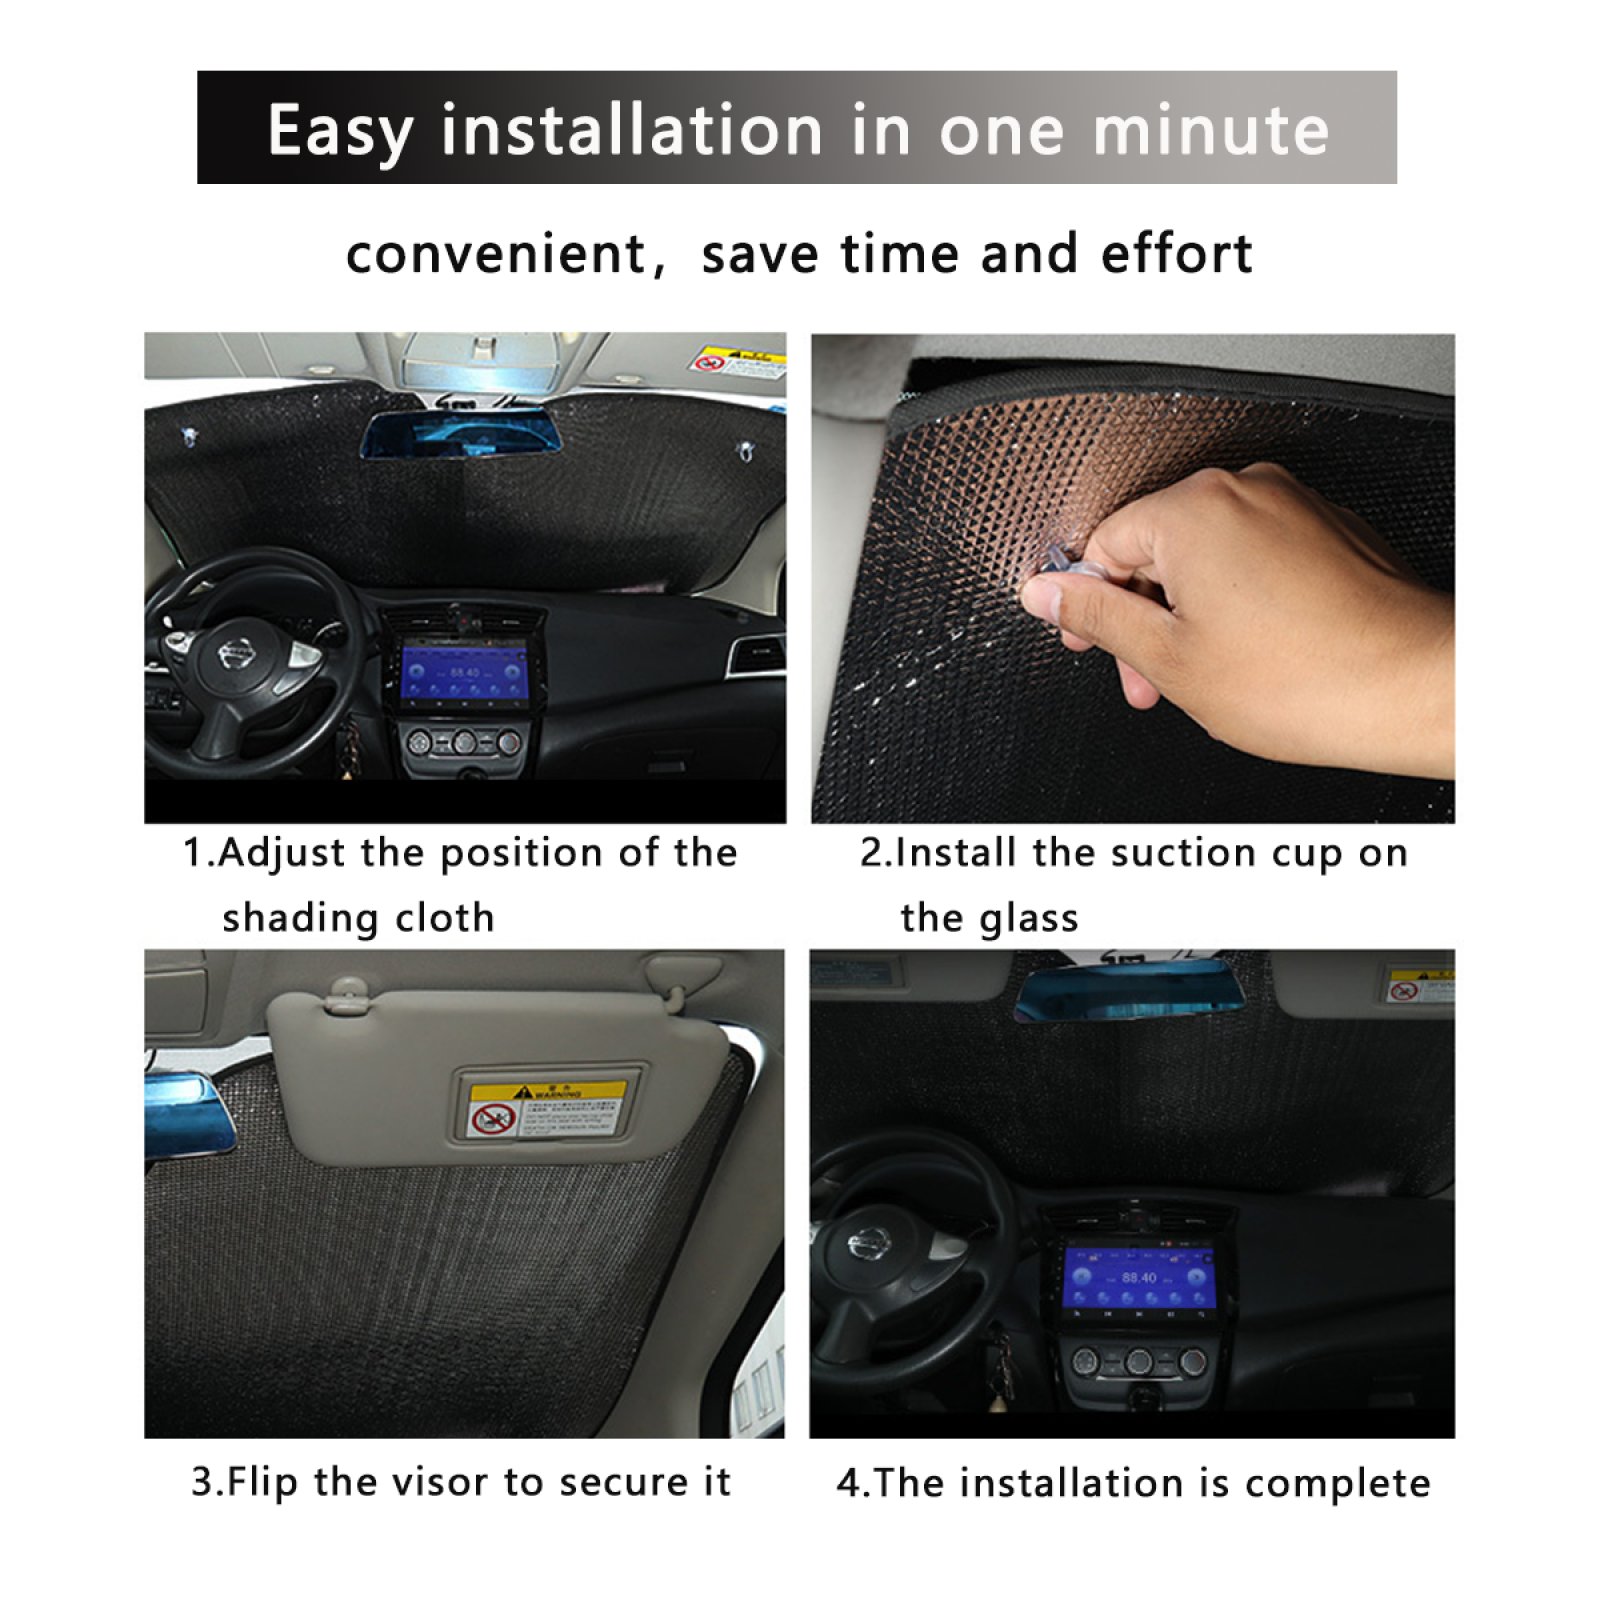 Easy installation in one minute
convenient，save time and effort
88.40
1.Adjust the position of the
shading cloth
2.Install the suction cup on
the glass
WARNING
88.40
3.Flip the visor to secure it
4.The installation is complete